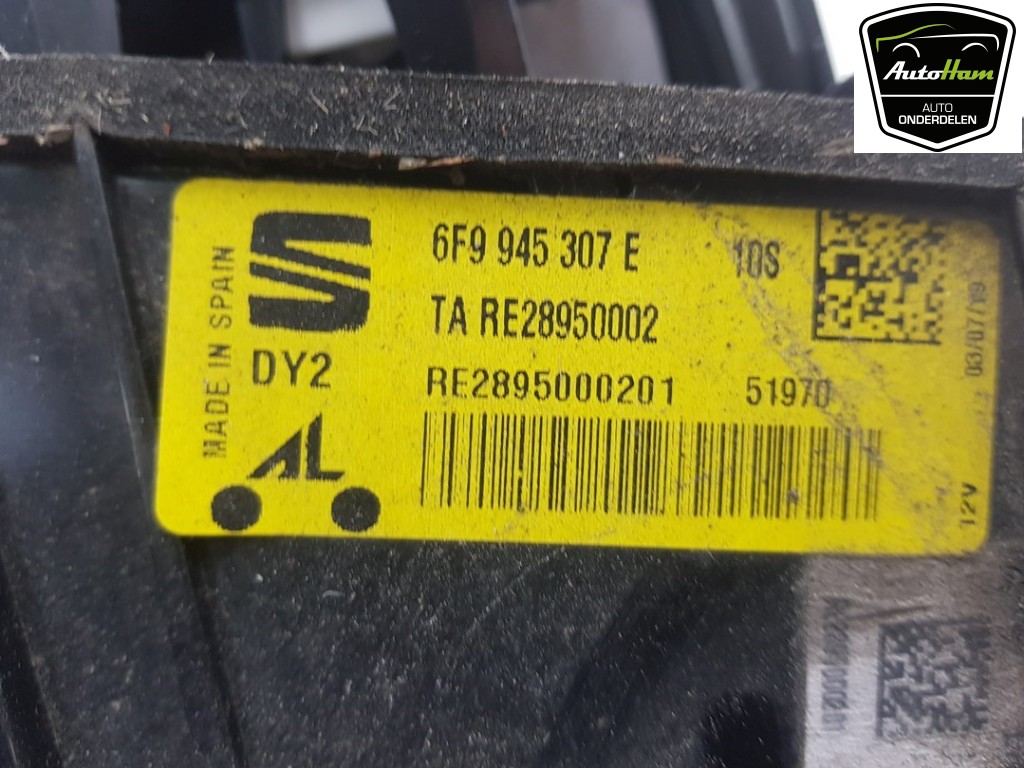 AutoHam
AUTO
ONDERDELEN
MADE IN SPAIN
6F9 945 307 E 10S
TA RE28950002
DY2
RE2895000201 51970
AL
03/07/19
12V